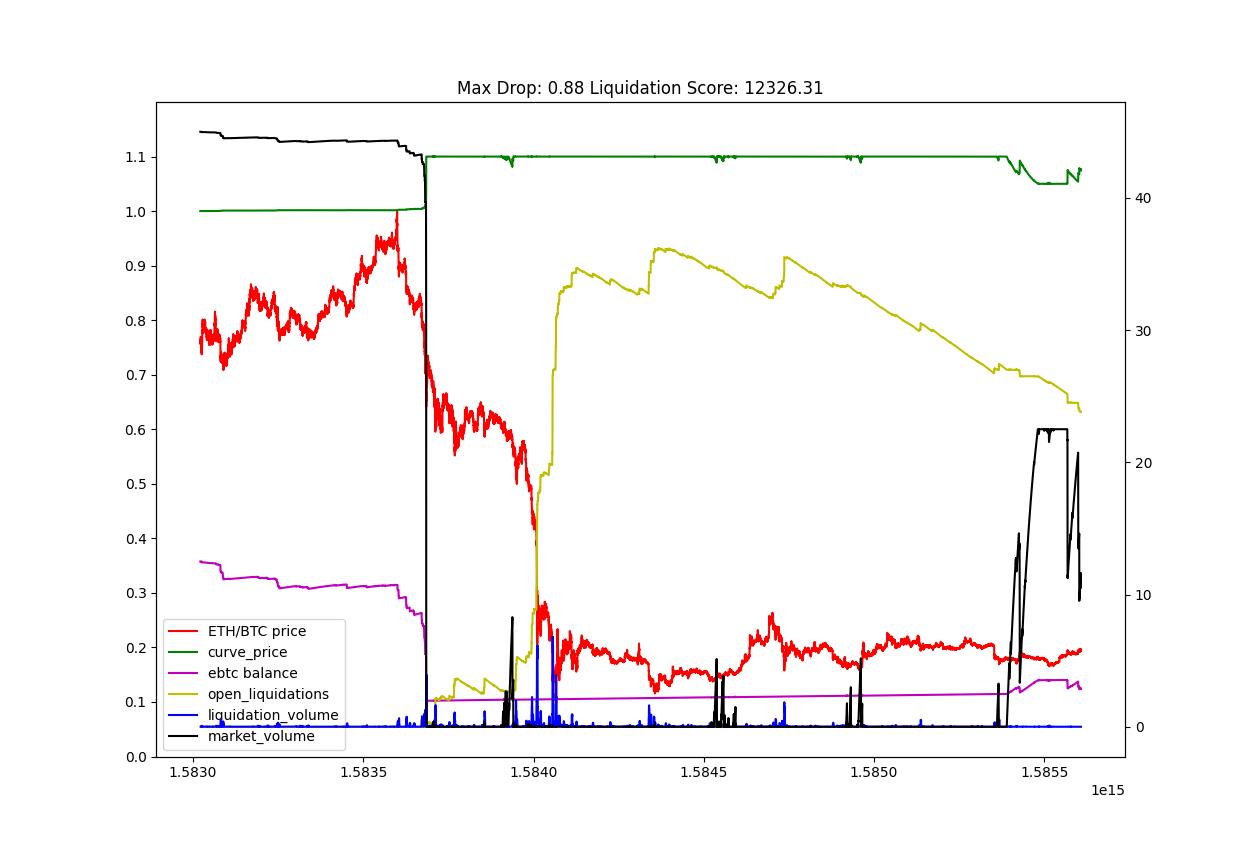 Max Drop: 0.88 Liquidation Score: 12326.31
1.1
1.0
0.9
0.8
0.7
0.6
0.5
0.4
0.3
0.2
0.1
0.0
40
30
20
10
0
ETH/BTC price
curve_price
ebtc balance
open_liquidations
liquidation_volume
market_volume
1.5830 1.5835 1.5840 1.5845 1.5850 1.5855
1e15